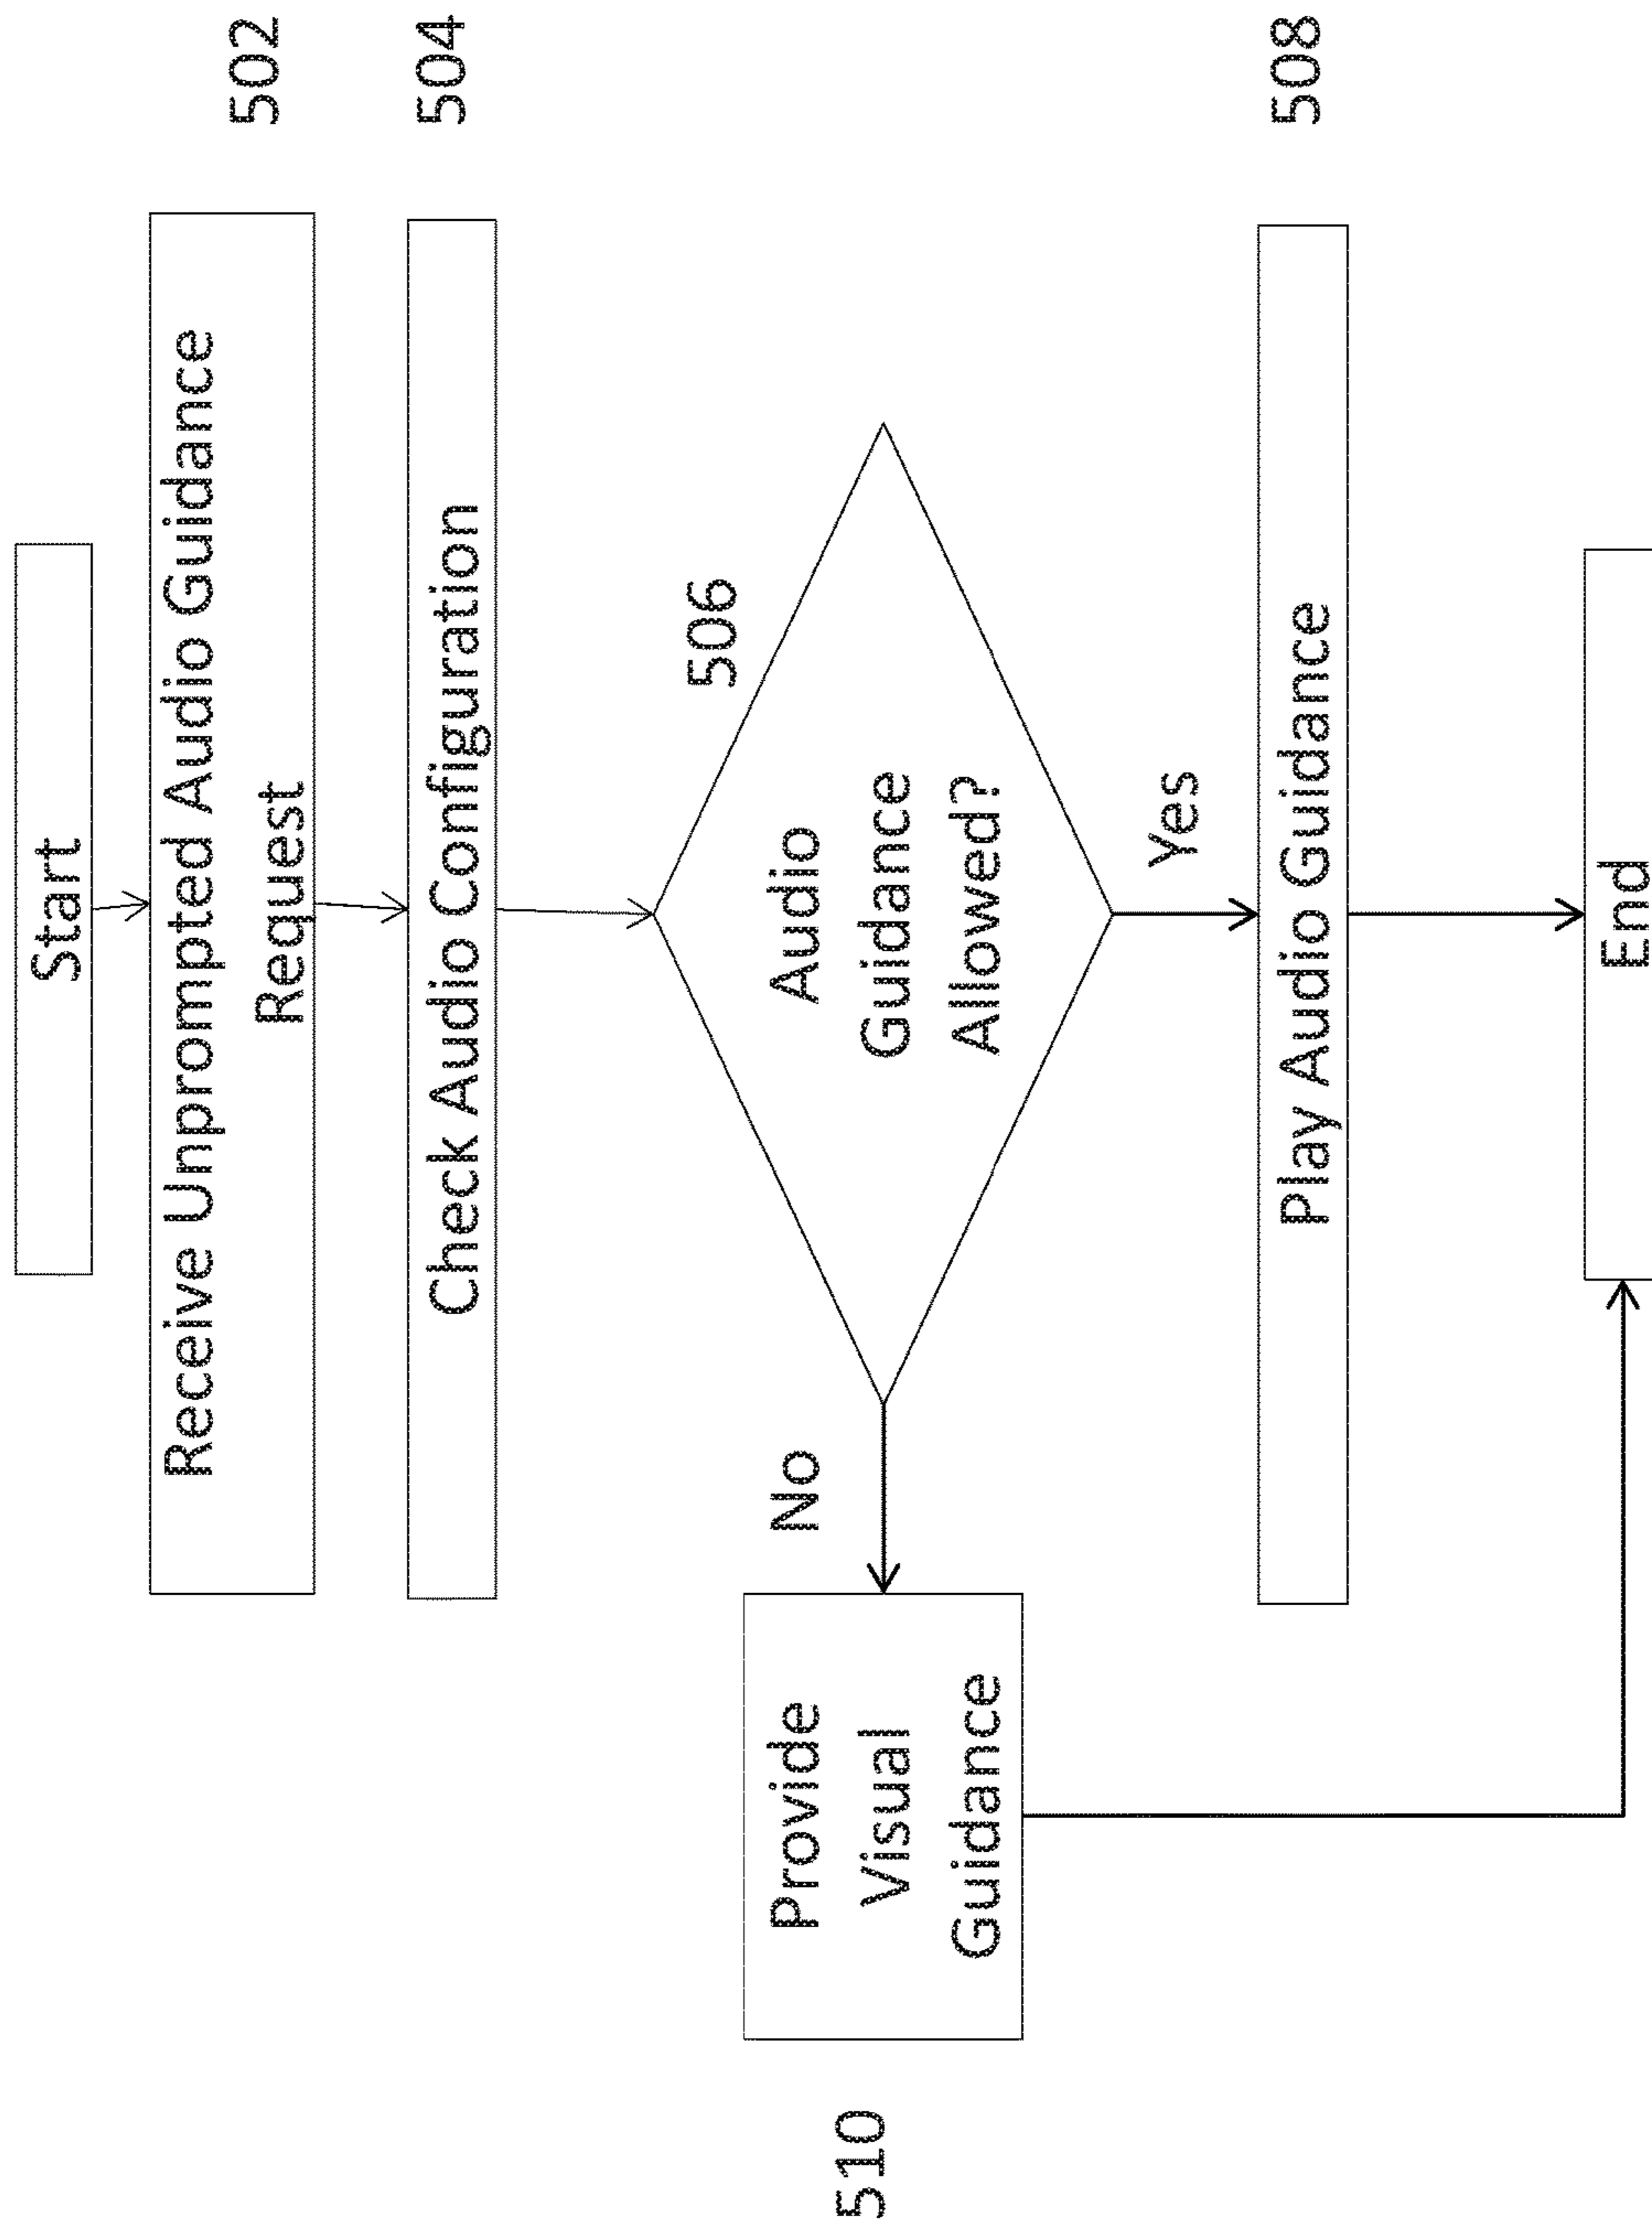 Start
Receive Unprompted Audio Guidance
Request
502
Check Audio Configuration
504
506
Audio
Guidance
Allowed?
No
Provide
Visual
Guidance
510
Yes
Play Audio Guidance
508
End